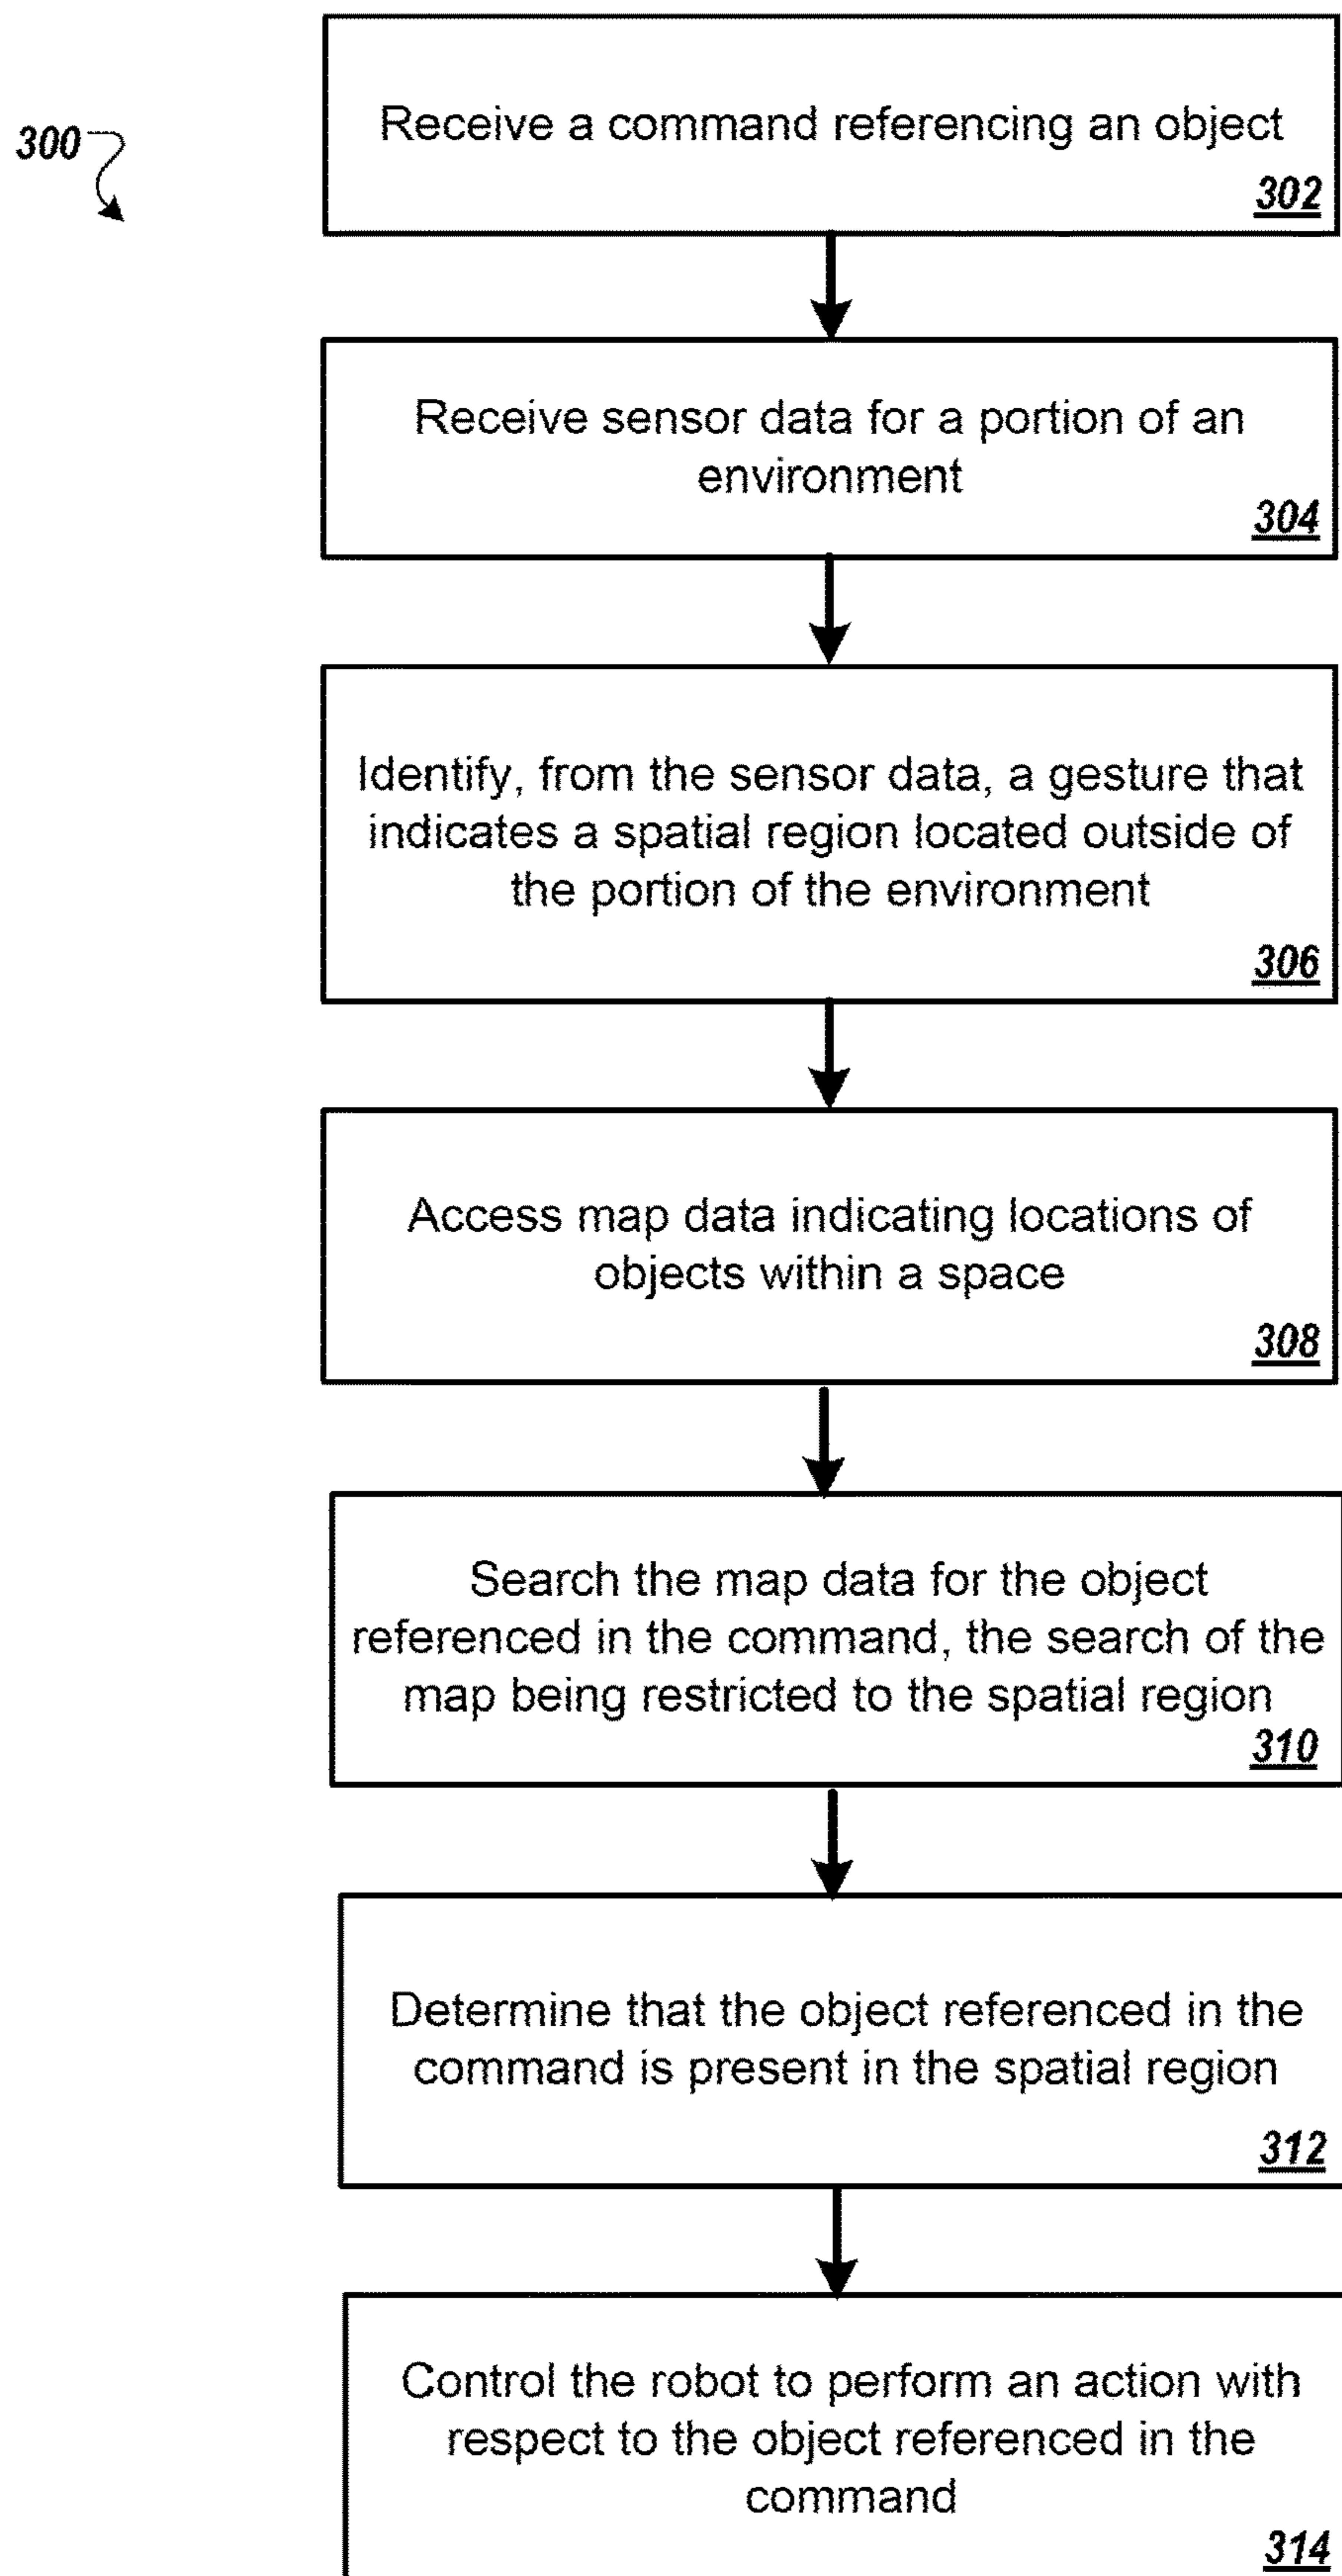 300
Receive a command referencing an object
302
Receive sensor data for a portion of an
environment
304
Identify, from the sensor data, a gesture that
indicates a spatial region located outside of
the portion of the environment
306
Access map data indicating locations of
objects within a space
308
Search the map data for the object
referenced in the command, the search of the
map being restricted to the spatial region
310
Determine that the object referenced in the
command is present in the spatial region
312
Control the robot to perform an action with
respect to the object referenced in the
command
314